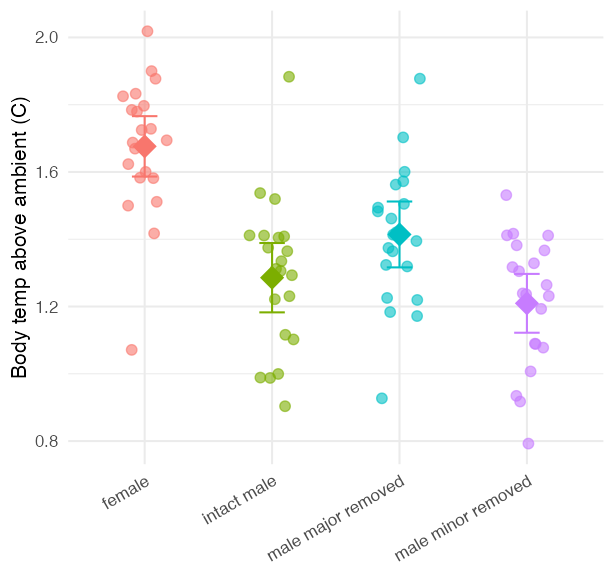 Body temp above ambient (C)
2.0
1.6
1.2
0.8
female
intact male
male major removed
male minor removed